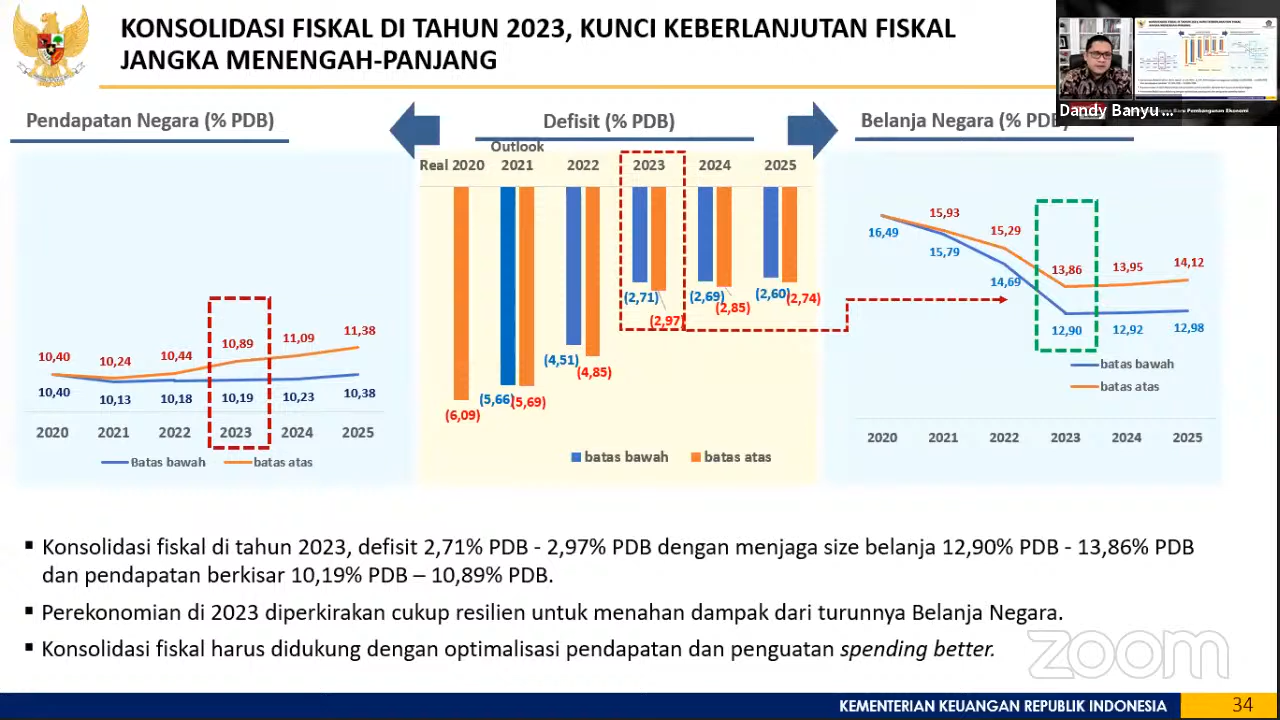 KONSOLIDASI FISKAL DI TAHUN 2023, KUNCI KEBERLANJUTAN FISKAL
JANGKA MENENGAH-PANJANG
Dandy Banyu ...
Pendapatan Negara (% PDB)
10,40 10,24 10,44 10,89 11,09 11,38
10,40 10,13 10,18 10,19 10,23 10,38
2020 2021 2022 2023 2024 2025
Batas bawah batas atas
Defisit (% PDB)
Outlook
Real 2020 2021 2022 2023 2024 2025
(2,71) (2,69) (2,60) (2,74)
(2,97) (2,85)
(4,51) (4,85)
(5,66) (5,69)
(6,09)
batas bawah batas atas
Belanja Negara (% PDB)
16,49 15,93 15,29 13,86 13,95 14,12
15,79 14,69 12,90 12,92 12,98
batas bawah
batas atas
2020 2021 2022 2023 2024 2025
▪ Konsolidasi fiskal di tahun 2023, defisit 2,71% PDB - 2,97% PDB dengan menjaga size belanja 12,90% PDB - 13,86% PDB
dan pendapatan berkisar 10,19% PDB – 10,89% PDB.
▪ Perekonomian di 2023 diperkirakan cukup resilien untuk menahan dampak dari turunnya Belanja Negara.
▪ Konsolidasi fiskal harus didukung dengan optimalisasi pendapatan dan penguatan spending better.
zoom
KEMENTERIAN KEUANGAN REPUBLIK INDONESIA 34